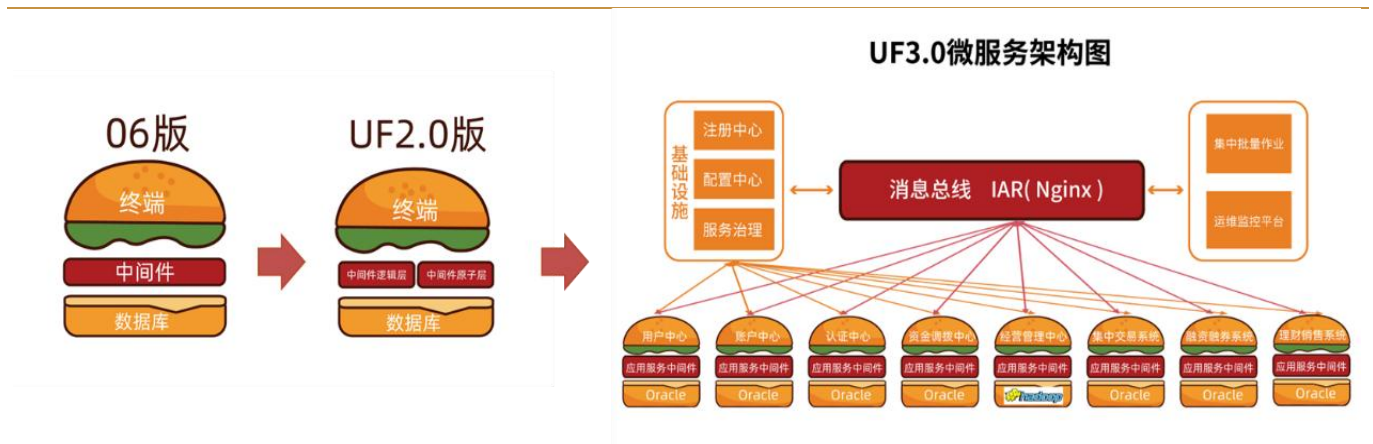 06版
终端
中间件
数据库
UF2.0版
终端
中间件逻辑层
中间件原子层
数据库
UF3.0微服务架构图
基础设施
注册中心
配置中心
服务治理
消息总线 IAR( Nginx )
集中批量作业
运维监控平台
用户中心
账户中心
认证中心
资金调拨中心
经营管理中心
集中交易系统
融资融券系统
理财销售系统
应用服务中间件
应用服务中间件
应用服务中间件
应用服务中间件
应用服务中间件
应用服务中间件
应用服务中间件
应用服务中间件
Oracle
Oracle
Oracle
Oracle
hadoop
Oracle
Oracle
Oracle